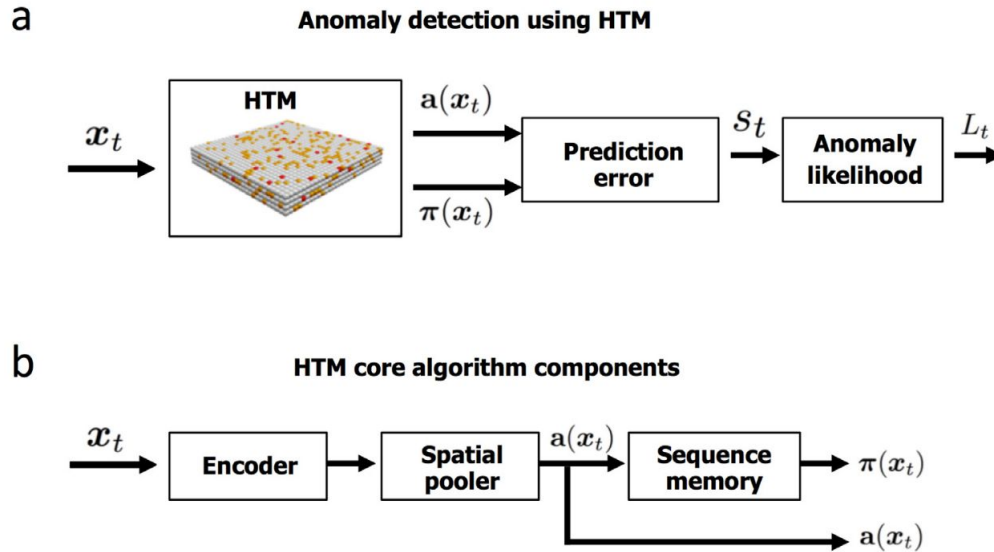 a
Anomaly detection using HTM
x_t
HTM
a(x_t)
π(x_t)
Prediction
error
s_t
Anomaly
likelihood
L_t
b
HTM core algorithm components
x_t
Encoder
Spatial
pooler
a(x_t)
Sequence
memory
π(x_t)
a(x_t)